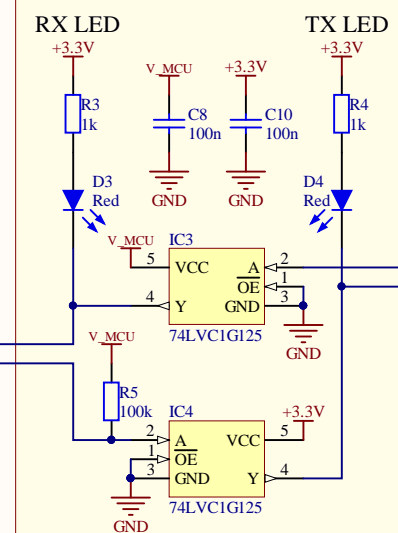 RX LED
TX LED
+3.3V
+3.3V
V_MCU
+3.3V
R3
1k
C8
100n
C10
100n
R4
1k
D3
Red
GND
GND
D4
Red
V_MCU
IC3
5
VCC
A
2
OE
1
4
Y
GND
3
74LVC1G125
GND
V_MCU
R5
100k
IC4
+3.3V
2
A
VCC
5
1
OE
3
GND
Y
4
74LVC1G125
GND